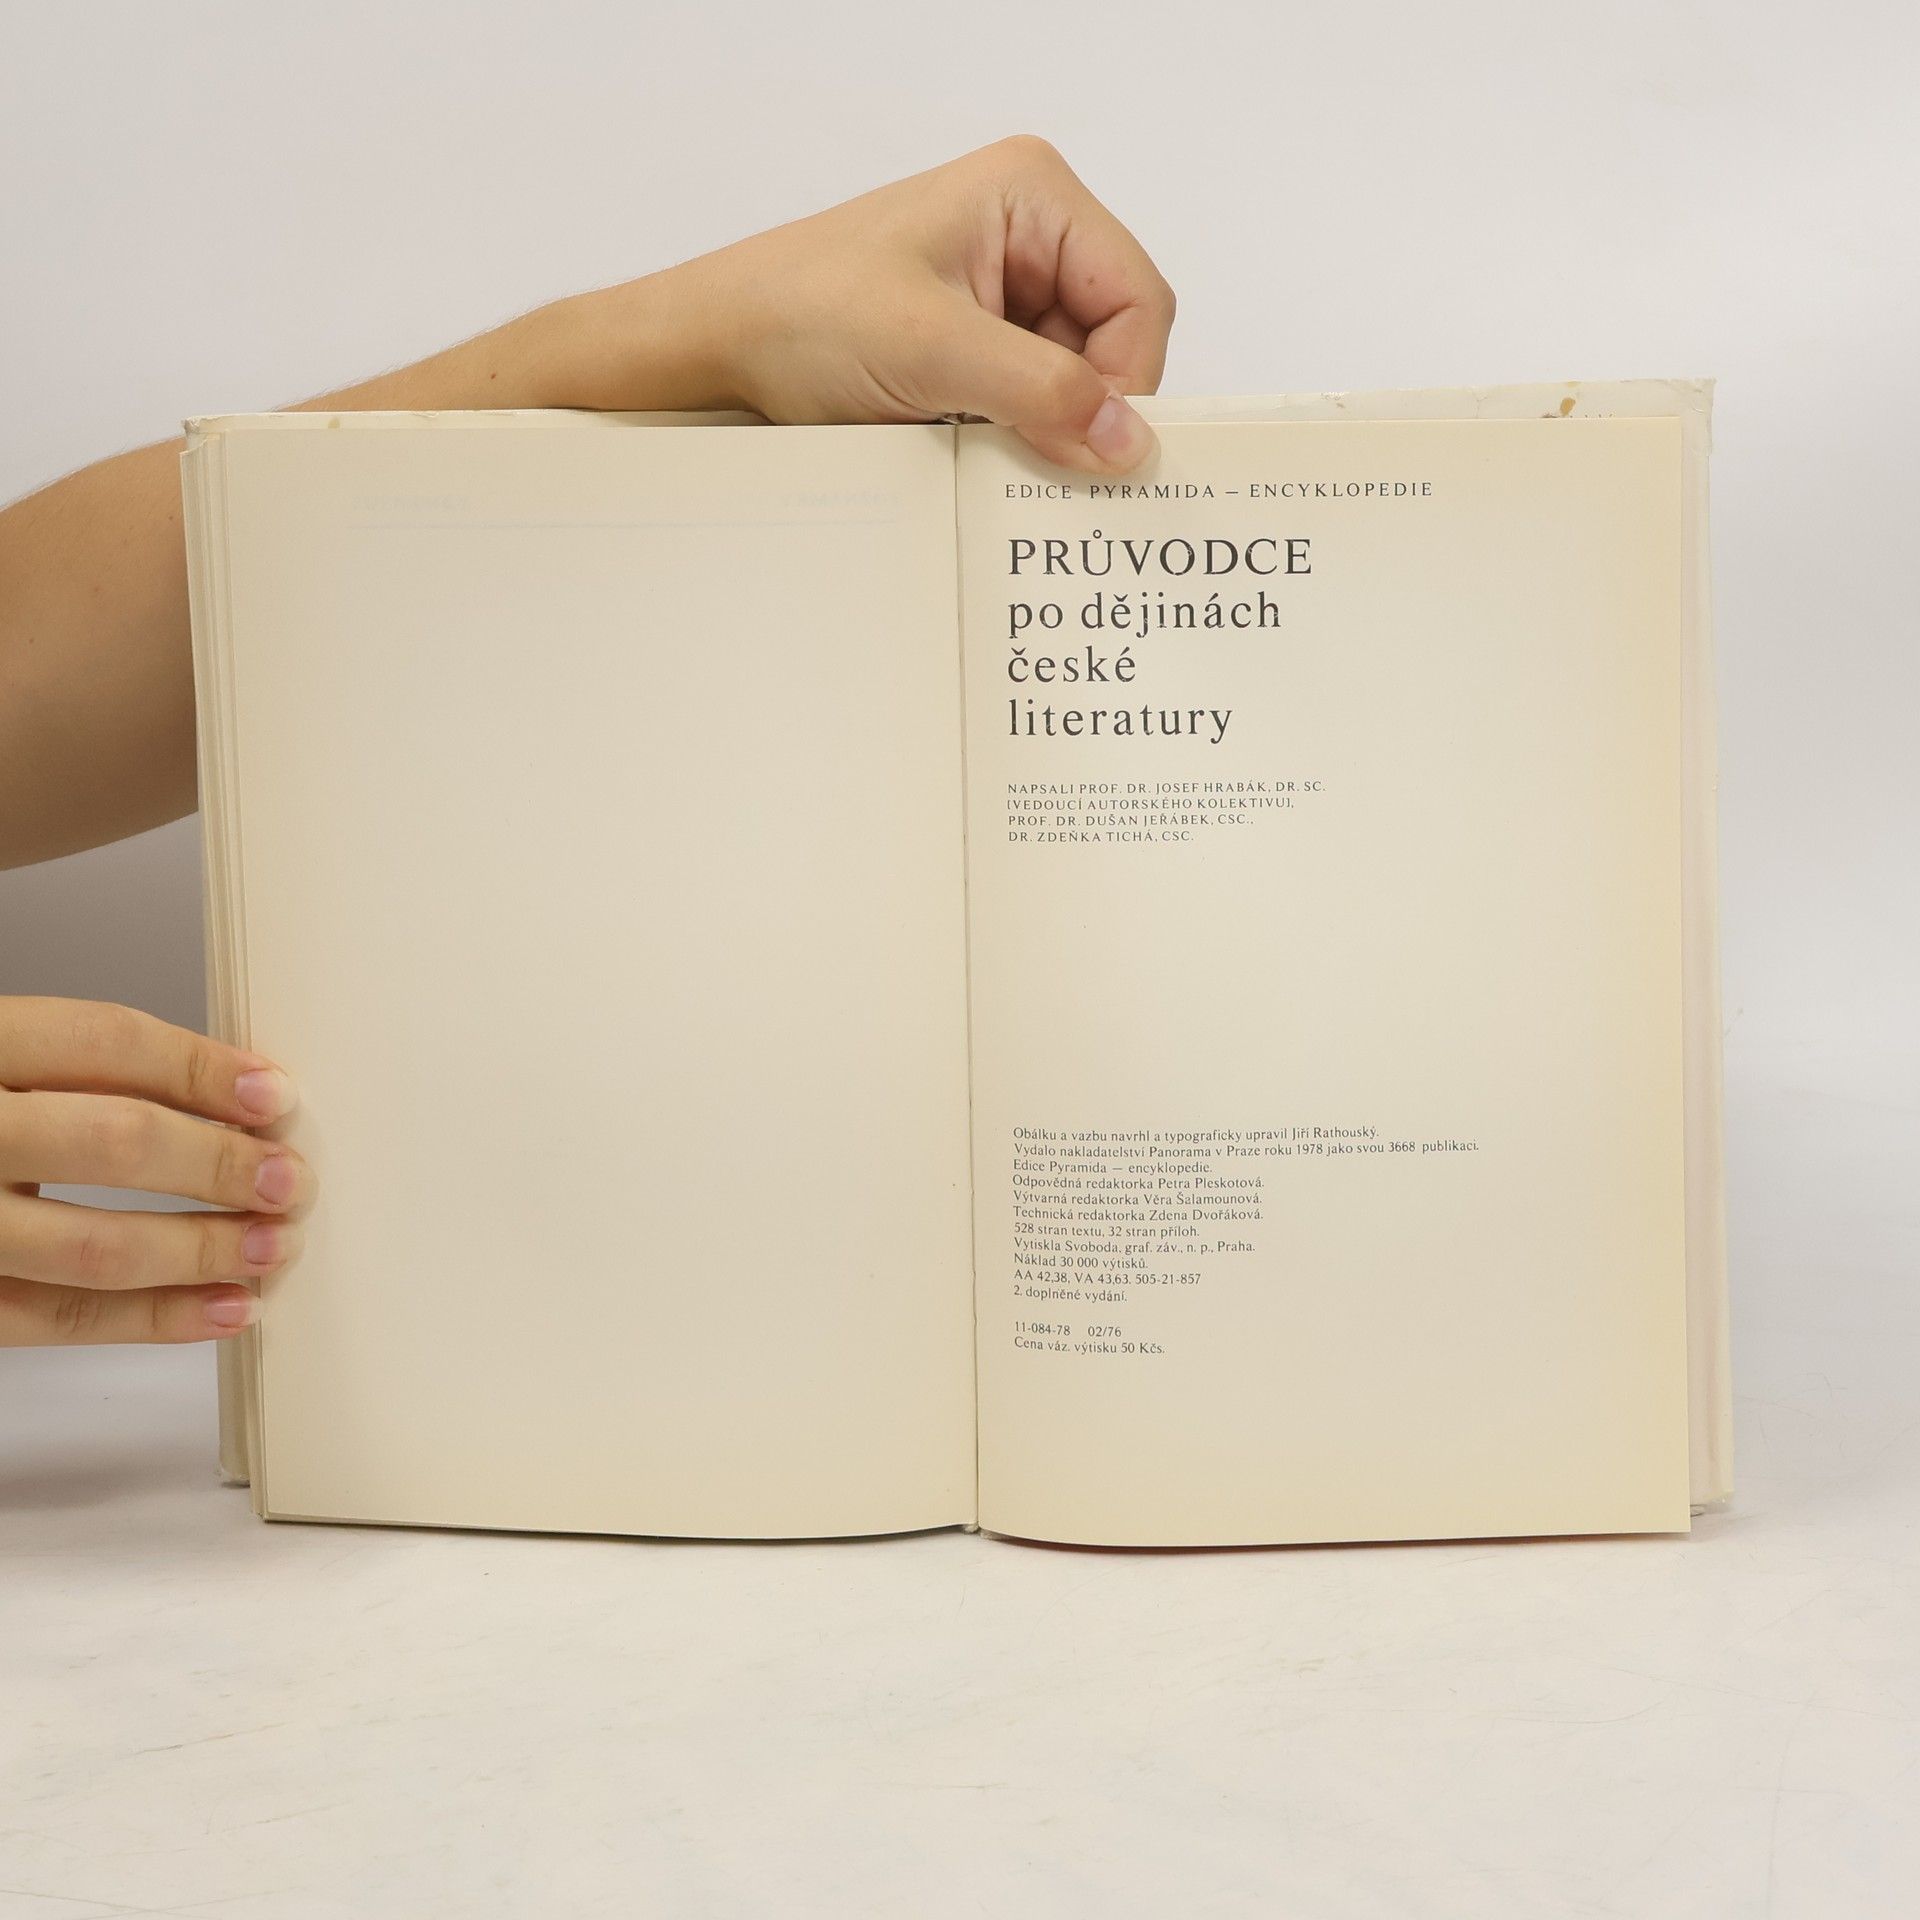 EDICE PYRAMIDA – ENCYKLOPEDIE
PRŮVODCE
po dějinách
české
literatury
NAPSALI PROF. DR. JOSEF HRABÁK, DR. SC.
[VEDOUCÍ AUTORSKÉHO KOLEKTIVU],
PROF. DR. DUŠAN JEŘÁBEK, CSC.,
DR. ZDEŇKA TICHÁ, CSC.
Obálku a vazbu navrhl a typograficky upravil Jiří Rathouský.
Vydalo nakladatelství Panorama v Praze roku 1978 jako svou 3668 publikaci.
Edice Pyramida — encyklopedie.
Odpovědná redaktorka Petra Pleskotová.
Výtvarná redaktorka Věra Šalamounová.
Technická redaktorka Zdena Dvořáková.
528 stran textu, 32 stran příloh.
Vytiskla Svoboda, graf. záv., n. p., Praha.
Náklad 30 000 výtisků.
AA 42,38, VA 43,63. 505-21-857
2. doplněné vydání.
11-084-78 02/76
Cena váz. výtisku 50 Kčs.